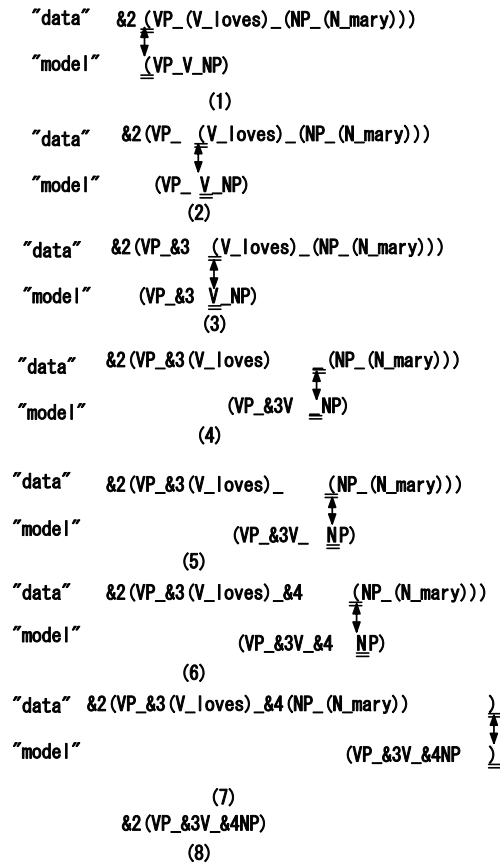 "data" &2 (VP_(V_loves)_(NP_(N_mary)))
"model" (VP_V_NP)
(1)
"data" &2(VP_ (V_loves)_(NP_(N_mary)))
"model" (VP_ V_NP)
(2)
"data" &2(VP_&3 (V_loves)_(NP_(N_mary)))
"model" (VP_&3 V_NP)
(3)
"data" &2(VP_&3(V_loves) _(NP_(N_mary)))
"model" (VP_&3V _NP)
(4)
"data" &2(VP_&3(V_loves)_ (NP_(N_mary)))
"model" (VP_&3V_ NP)
(5)
"data" &2(VP_&3(V_loves)_&4 (NP_(N_mary)))
"model" (VP_&3V_&4 NP)
(6)
"data" &2(VP_&3(V_loves)_&4(NP_(N_mary)) )
"model" (VP_&3V_&4NP )
(7)
&2(VP_&3V_&4NP)
(8)